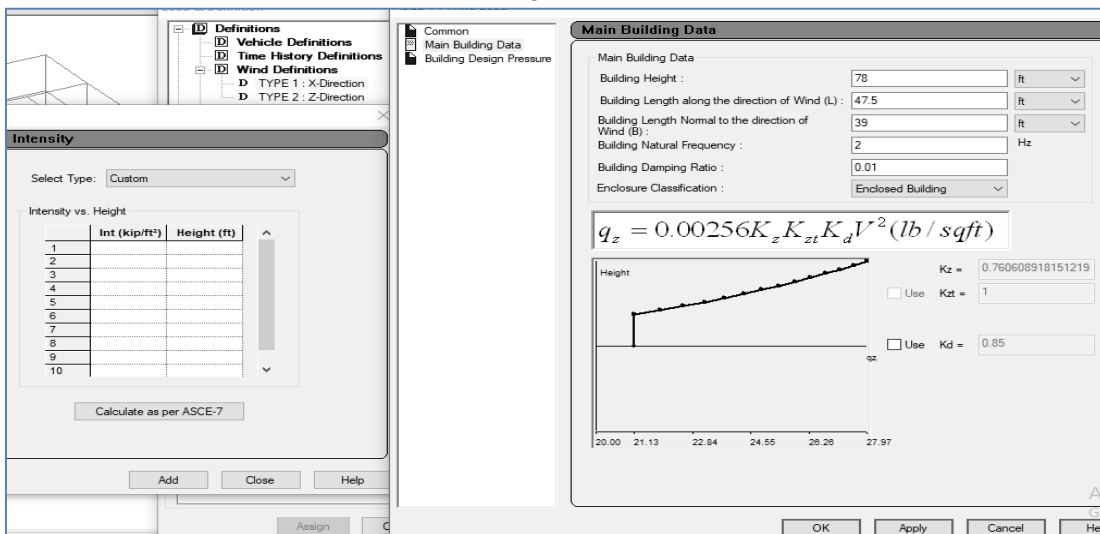 Definitions
Vehicle Definitions
Time History Definitions
Wind Definitions
TYPE 1 : X-Direction
TYPE 2 : Z-Direction
Intensity
Select Type: Custom
Intensity vs. Height
Int (kip/ft²) Height (ft)
1
2
3
4
5
6
7
8
9
10
Calculate as per ASCE-7
Add Close Help
Assign
Common
Main Building Data
Building Design Pressure
Main Building Data
Main Building Data
Building Height : 78 ft
Building Length along the direction of Wind (L) : 47.5 ft
Building Length Normal to the direction of
Wind (B) : 39 ft
Building Natural Frequency : 2 Hz
Building Damping Ratio : 0.01
Enclosure Classification : Enclosed Building
q_z = 0.00256K_z K_zt K_d V² (lb / sqft)
Height
qz
20.00 21.13 22.84 24.55 26.26 27.97
Kz = 0.760608918151219
Use Kzt = 1
Use Kd = 0.85
OK Apply Cancel